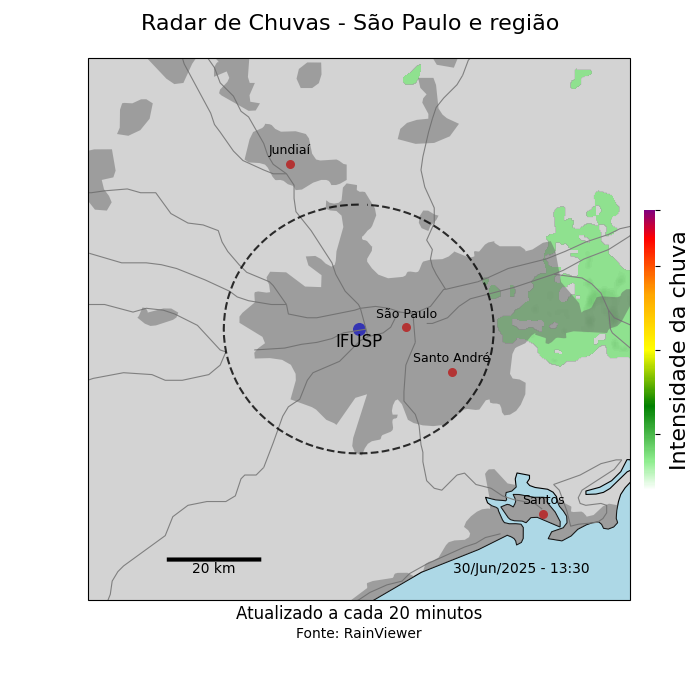 Radar de Chuvas - São Paulo e região
Jundiaí
São Paulo
IFUSP
Santo André
Intensidade da chuva
Santos
20 km
30/Jun/2025 - 13:30
Atualizado a cada 20 minutos
Fonte: RainViewer